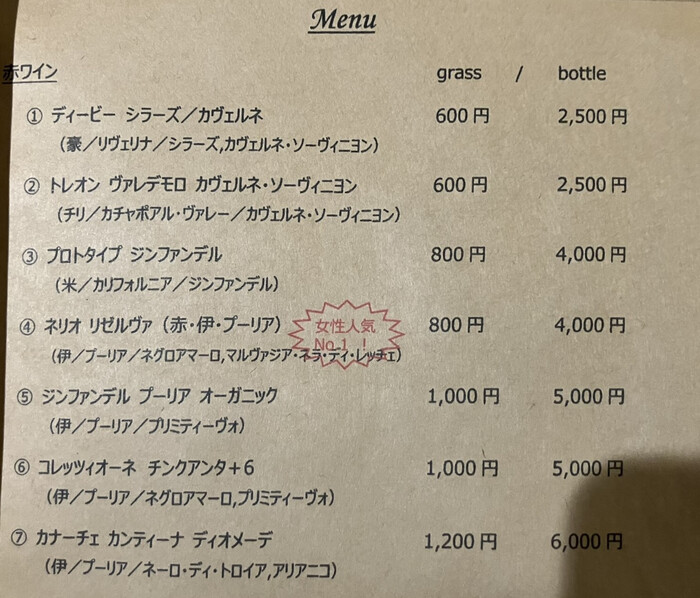 Menu
赤ワイン grass / bottle
① ディービー シラーズ／カヴェルネ 600円 2,500円
（豪／リヴェリナ／シラーズ,カヴェルネ・ソーヴィニヨン）
② トレオン ヴァレデモロ カヴェルネ・ソーヴィニヨン 600円 2,500円
（チリ／カチャポアル・ヴァレー／カヴェルネ・ソーヴィニヨン）
③ プロトタイプ ジンファンデル 800円 4,000円
（米／カリフォルニア／ジンファンデル）
④ ネリオ リゼルヴァ（赤・伊・プーリア） 800円 4,000円
女性人気
No.1 ！
（伊／プーリア／ネグロアマーロ,マルヴァジア・ネラ・ディ・レッチェ）
⑤ ジンファンデル プーリア オーガニック 1,000円 5,000円
（伊／プーリア／プリミティーヴォ）
⑥ コレッツィオーネ チンクアンタ＋6 1,000円 5,000円
（伊／プーリア／ネグロアマーロ,プリミティーヴォ）
⑦ カナーチェ カンティーナ ディオメーデ 1,200円 6,000円
（伊／プーリア／ネーロ・ディ・トロイア,アリアニコ）